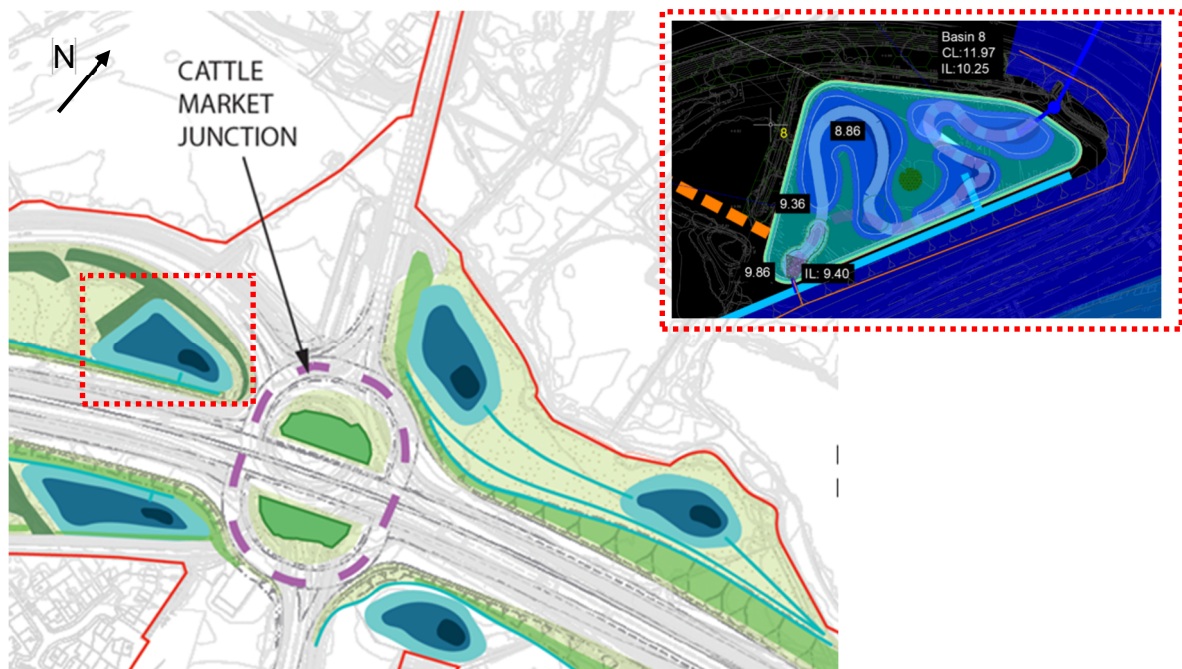 N
CATTLE
MARKET
JUNCTION
Basin 8
CL:11.97
IL:10.25
8
8.86
9.36
9.86
IL: 9.40